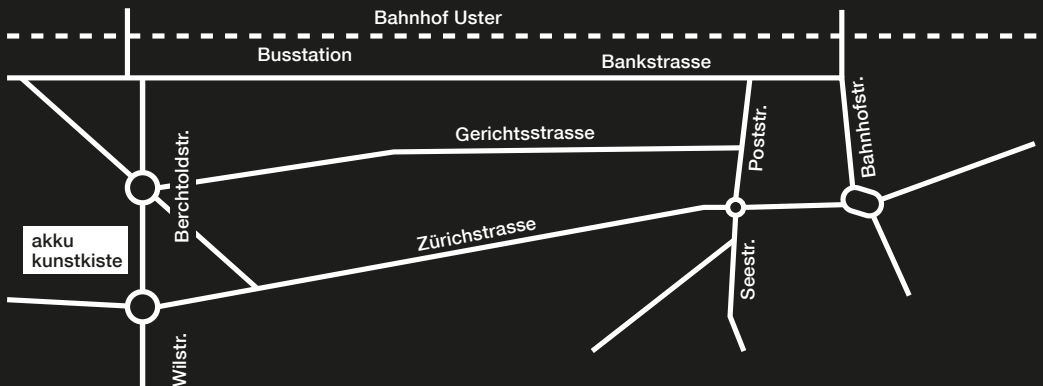 Bahnhof Uster
Busstation
Bankstrasse
Gerichtsstrasse
Poststr.
Bahnhofstr.
Berchtoldstr.
Zürichstrasse
akku
kunstkiste
Seestr.
Wilstr.